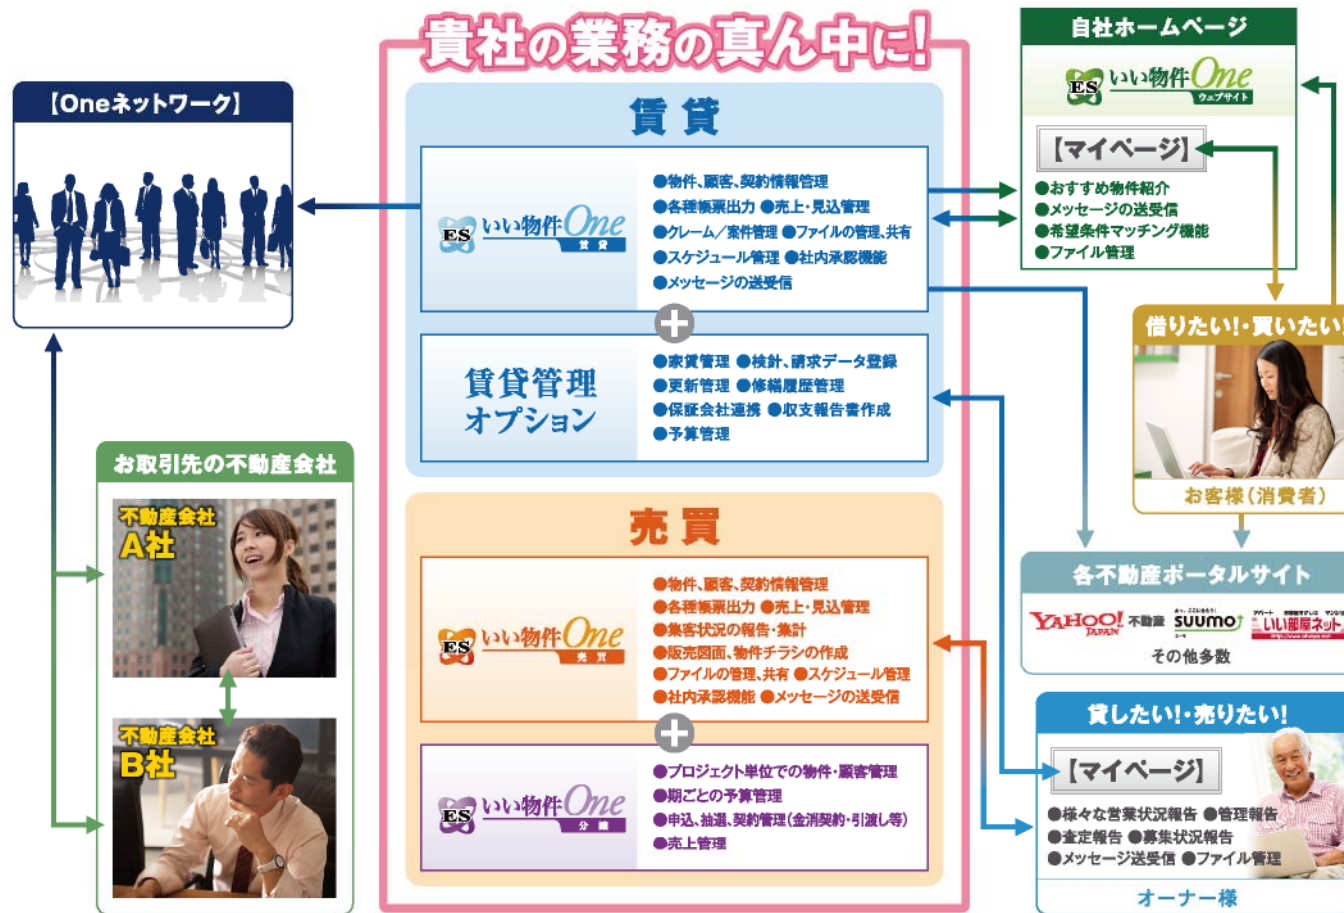 貴社の業務の真ん中に!
【Oneネットワーク】
お取引先の不動産会社
不動産会社
A社
不動産会社
B社
賃貸
ES いい物件One
賃貸
●物件、顧客、契約情報管理
●各種帳票出力 ●売上・見込管理
●クレーム／案件管理 ●ファイルの管理、共有
●スケジュール管理 ●社内承認機能
●メッセージの送受信
賃貸管理
オプション
●家賃管理 ●検針、請求データ登録
●更新管理 ●修繕履歴管理
●保証会社連携 ●収支報告書作成
●予算管理
売買
ES いい物件One
売買
●物件、顧客、契約情報管理
●各種帳票出力 ●売上・見込管理
●集客状況の報告・集計
●販売図面、物件チラシの作成
●ファイルの管理、共有 ●スケジュール管理
●社内承認機能 ●メッセージの送受信
ES いい物件One
分譲
●プロジェクト単位での物件・顧客管理
●期ごとの予算管理
●申込、抽選、契約管理(金消契約・引渡し等)
●売上管理
自社ホームページ
ES いい物件One
ウェブサイト
【マイページ】
●おすすめ物件紹介
●メッセージの送受信
●希望条件マッチング機能
●ファイル管理
借りたい!・買いたい!
お客様(消費者)
各不動産ポータルサイト
YAHOO! 不動産
JAPAN
SUUMO
いい部屋ネット
その他多数
貸したい!・売りたい!
【マイページ】
●様々な営業状況報告 ●管理報告
●査定報告 ●募集状況報告
●メッセージ送受信 ●ファイル管理
オーナー様